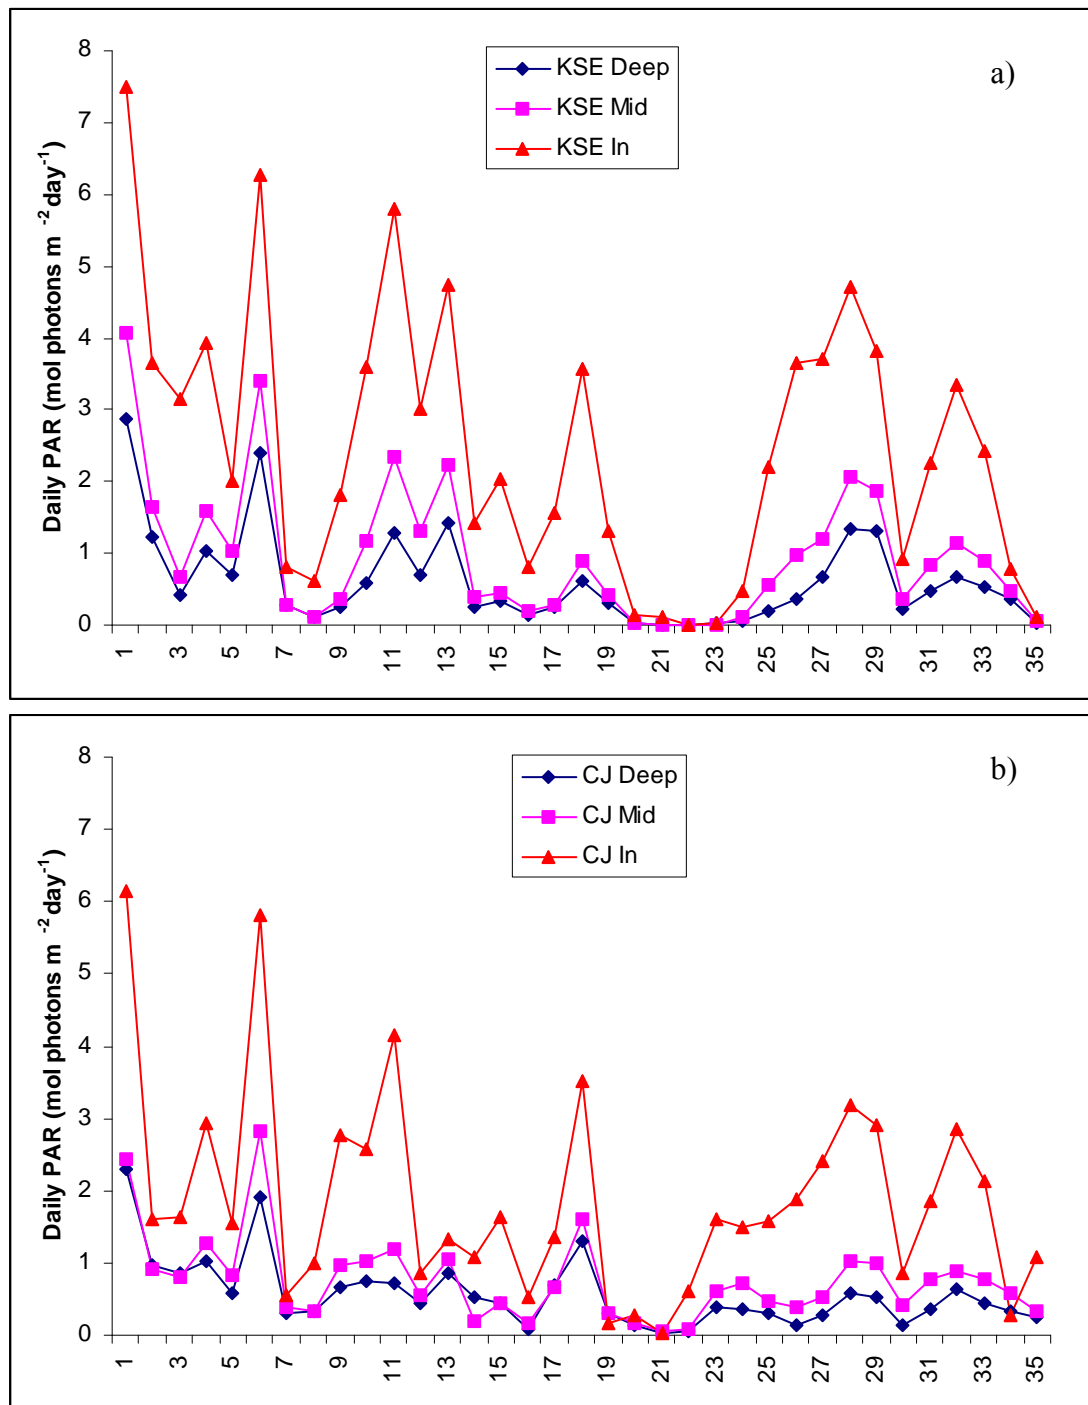 a)
KSE Deep
KSE Mid
KSE In
Daily PAR (mol photons m -2 day-1)
8
7
6
5
4
3
2
1
0
1 3 5 7 9 11 13 15 17 19 21 23 25 27 29 31 33 35
b)
CJ Deep
CJ Mid
CJ In
Daily PAR (mol photons m -2 day-1)
8
7
6
5
4
3
2
1
0
1 3 5 7 9 11 13 15 17 19 21 23 25 27 29 31 33 35